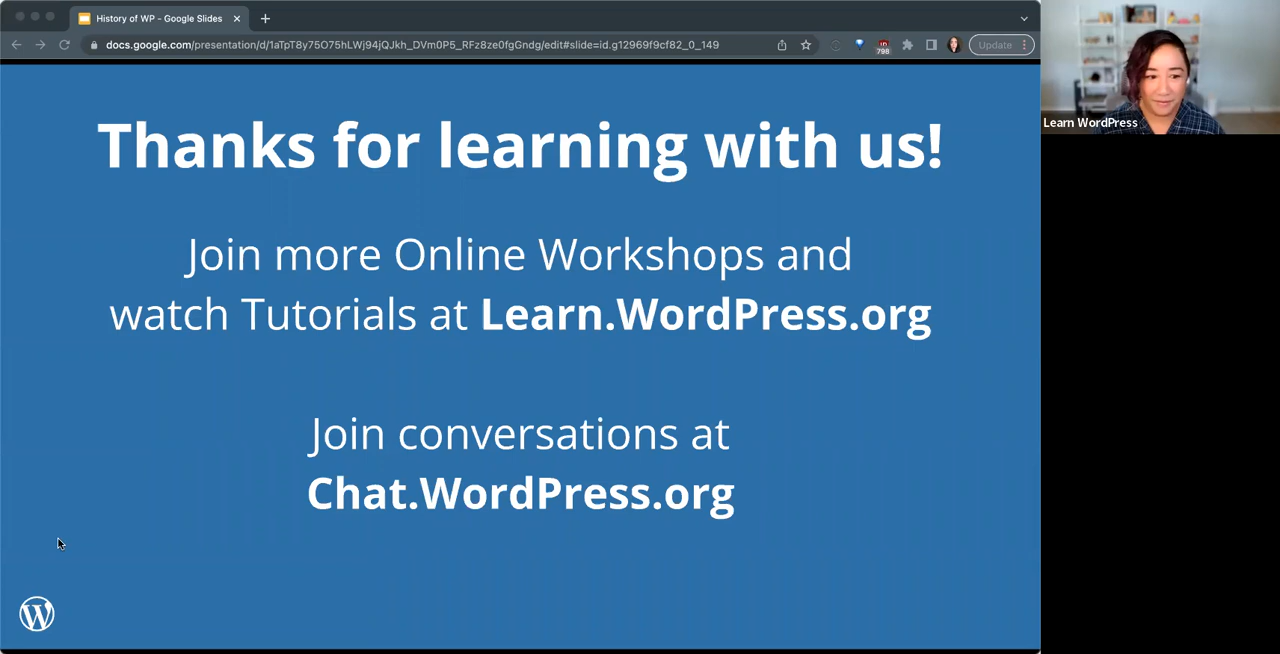 History of WP - Google Slides
docs.google.com/presentation/d/1aTpT8y75O75hLWj94jQJkh_DVm0P5_RFz8ze0fgGndg/edit#slide=id.g12969f9cf82_0_149
798
Update
Thanks for learning with us!
Join more Online Workshops and
watch Tutorials at Learn.WordPress.org
Join conversations at
Chat.WordPress.org
Learn WordPress